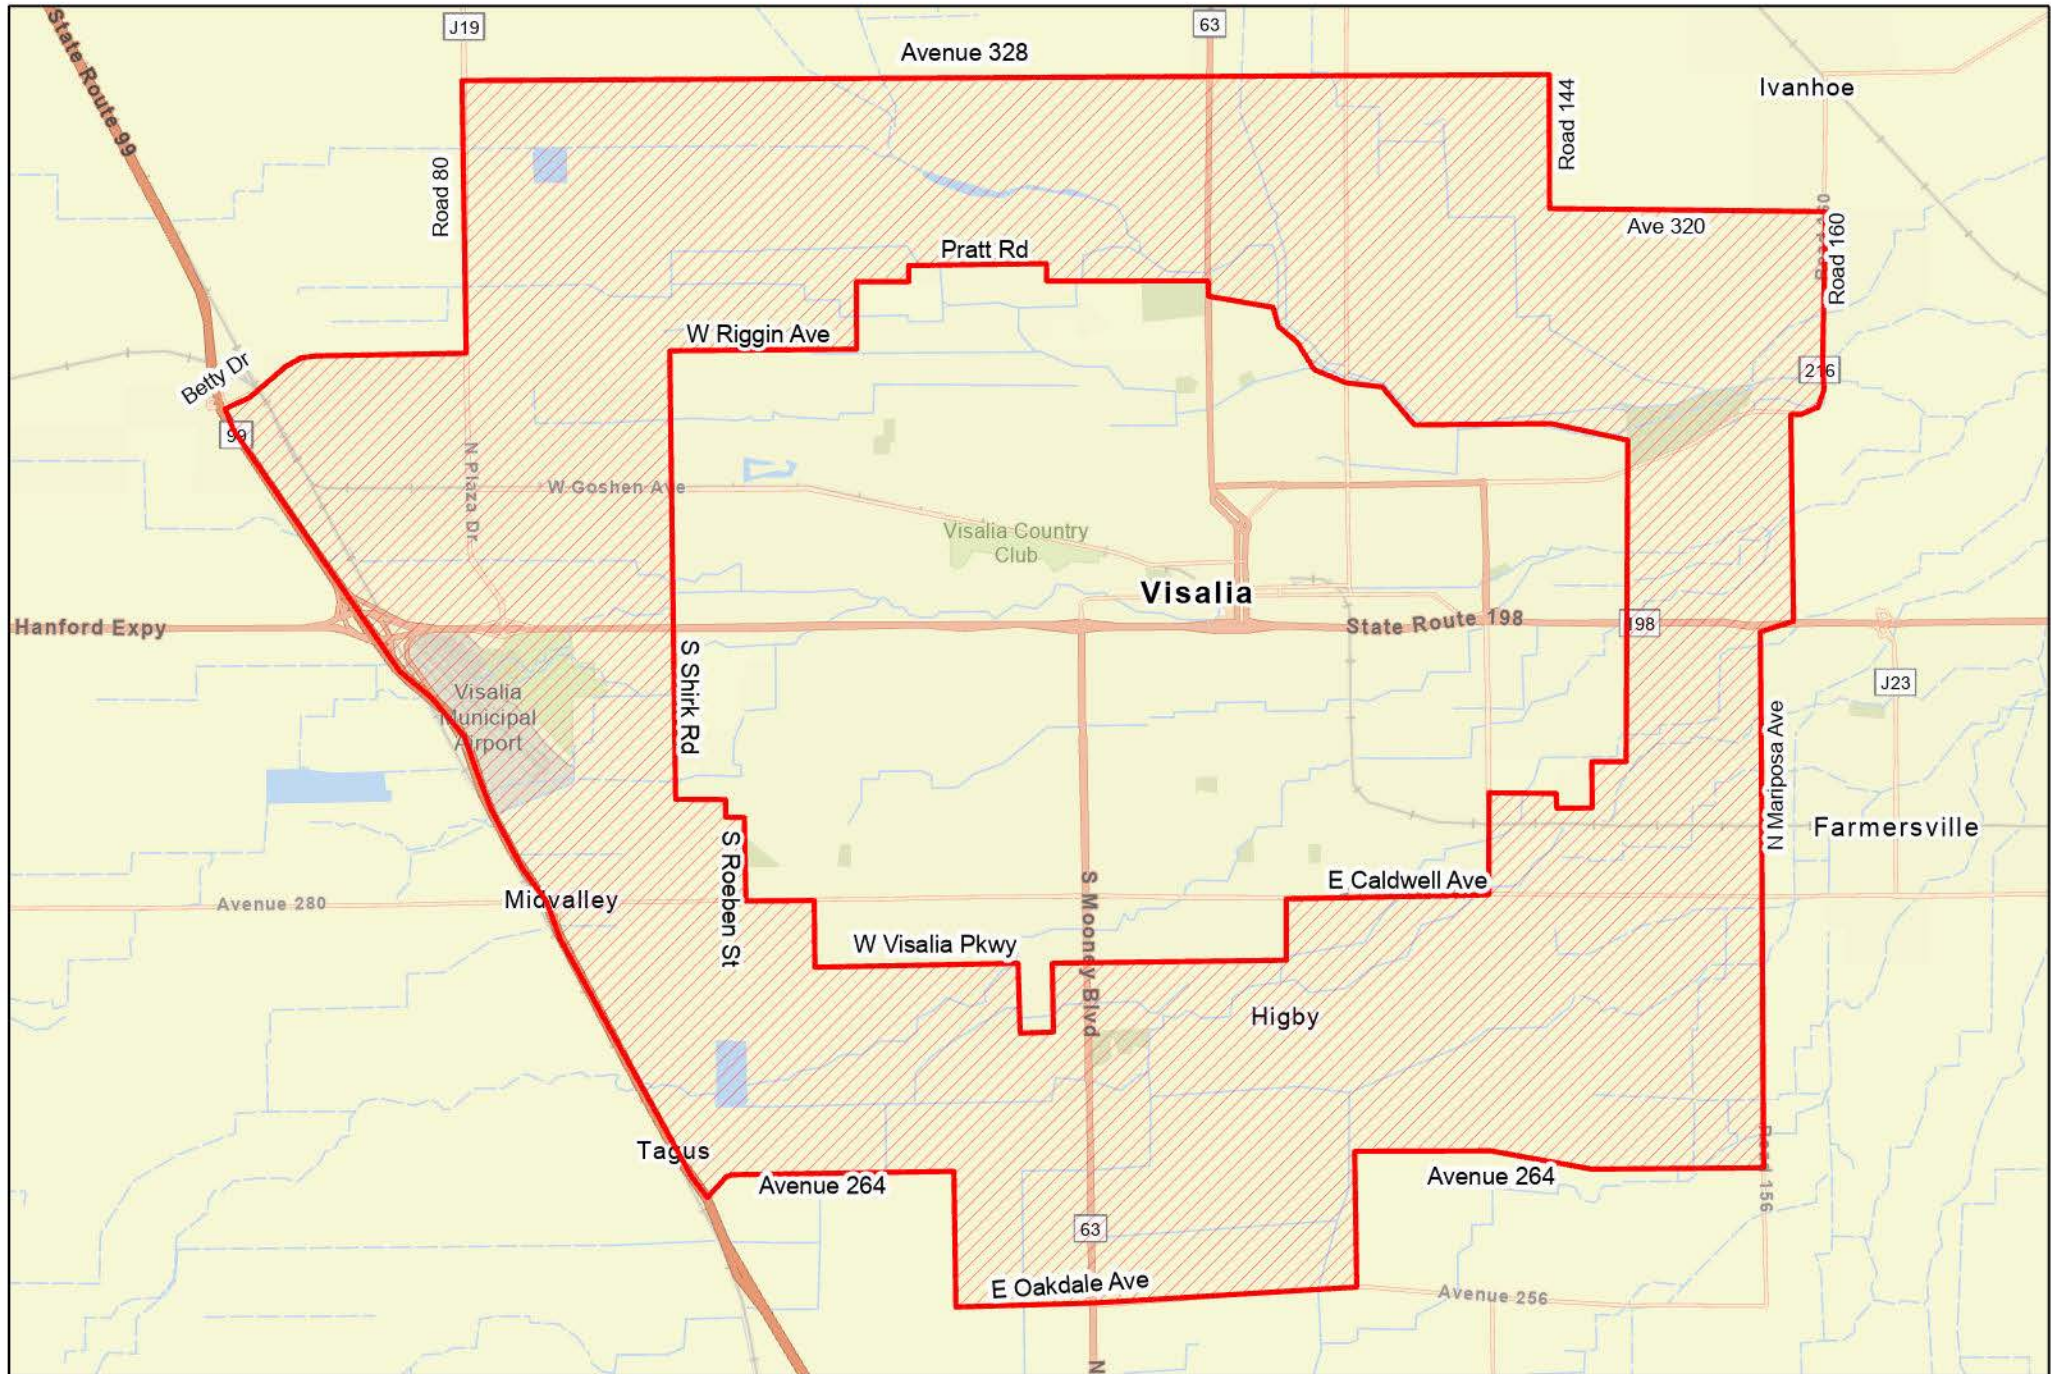 J19
63
State Route 99
Avenue 328
Ivanhoe
Road 144
Road 80
Ave 320
Road 160
Pratt Rd
W Riggin Ave
Betty Dr
216
99
N Plaza Dr
W Goshen Ave
Visalia Country
Club
Visalia
Hanford Expy
State Route 198
198
S Shirk Rd
Visalia
Municipal
Airport
J23
N Mariposa Ave
Farmersville
S Roeben St
E Caldwell Ave
S Mooney Blvd
Avenue 280
Midvalley
W Visalia Pkwy
Higby
Tagus
Avenue 264
Avenue 264
Road 156
63
E Oakdale Ave
Avenue 256
N